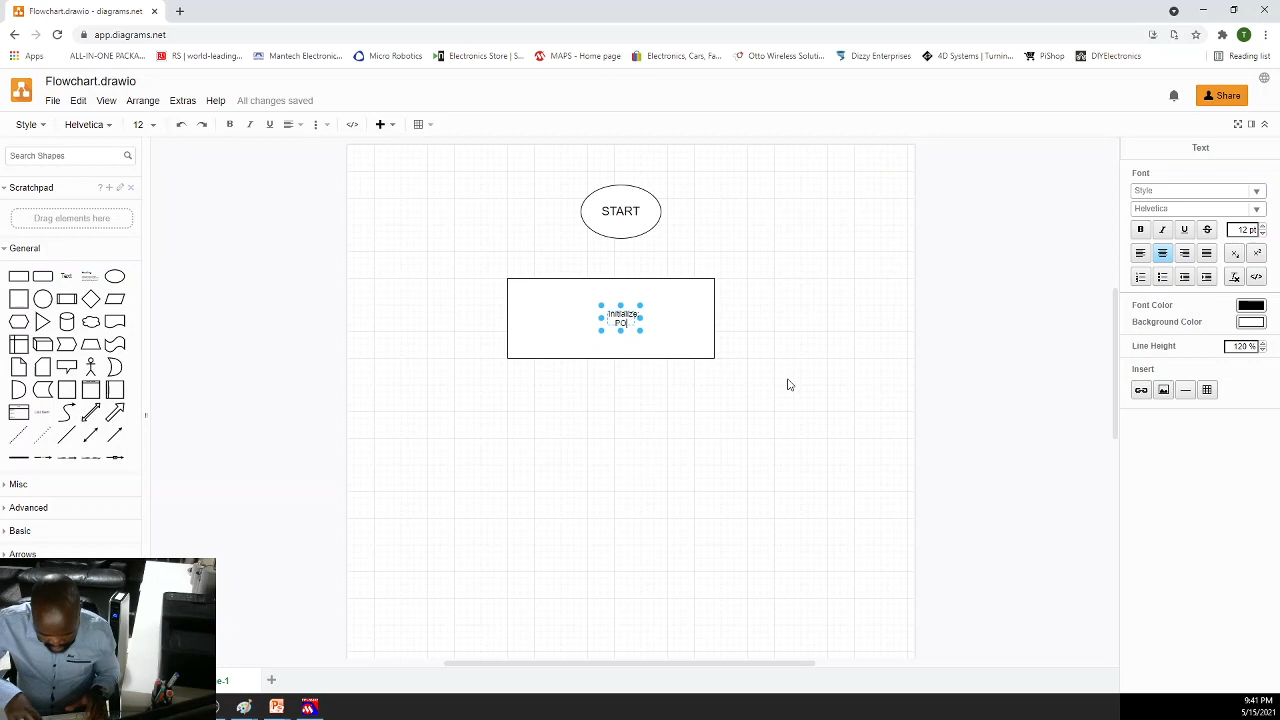 Flowchart.drawio - diagrams.net
app.diagrams.net
Apps
ALL-IN-ONE PACKA...
RS | world-leading...
Mantech Electronic...
Micro Robotics
Electronics Store | S...
MAPS - Home page
Electronics, Cars, Fa...
Otto Wireless Soluti...
Dizzy Enterprises
4D Systems | Turnin...
PiShop
DIYElectronics
Reading list
Flowchart.drawio
File Edit View Arrange Extras Help All changes saved
Share
Style Helvetica 12 B I U
Search Shapes
Scratchpad
Drag elements here
General
Text
Misc
Advanced
Basic
Arrows
START
Initialize:
PO
Text
Font
Style
Helvetica
B I U S 12 pt
Font Color
Background Color
Line Height 120 %
Insert
e-1
9:41 PM
5/15/2021